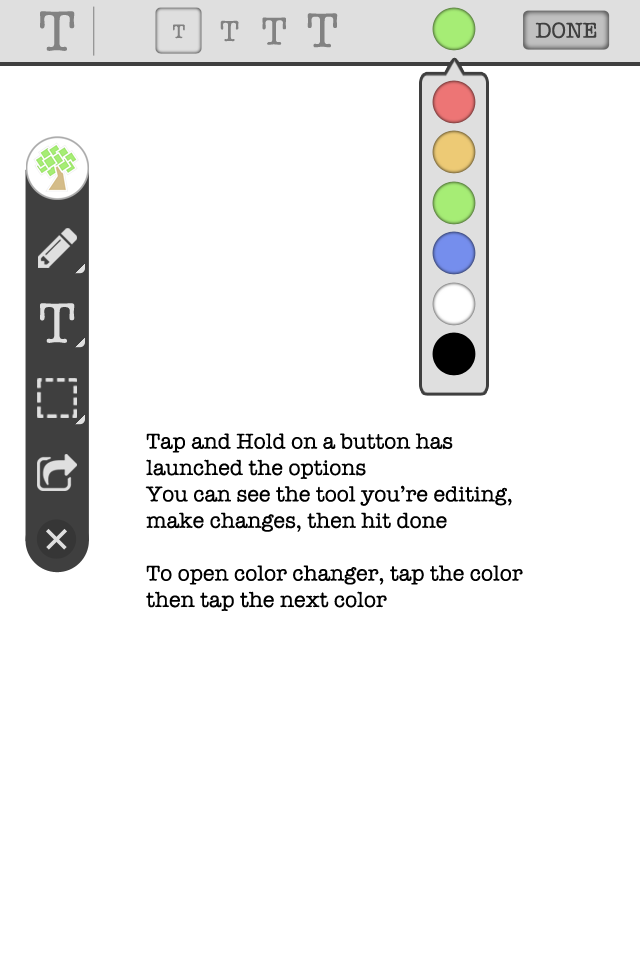 T T T T T DONE
T
Tap and Hold on a button has
launched the options
You can see the tool you’re editing,
make changes, then hit done
To open color changer, tap the color
then tap the next color